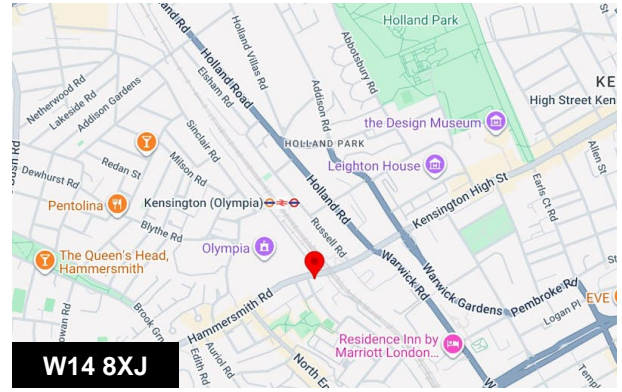 Holland Park
Abbotsbury Rd
Holland Villas Rd
Holland Road
Elsham Rd
Netherwood Rd
Lakeside Rd
Addison Gardens
Addison Rd
Sinclair Rd
KE
High Street Ken
the Design Museum
HOLLAND PARK
Milson Rd
Redan St
Allen St
Leighton House
Dewhurst Rd
Kensington High St
Earls Ct Rd
Pentolina
Kensington (Olympia)
Holland Rd
Russell Rd
Blythe Rd
Olympia
The Queen's Head,
Hammersmith
Warwick Rd
Warwick Gardens
Pembroke Rd
Logan Pl
EVE
Brook Grn
Hammersmith Rd
Residence Inn by
Marriott London...
Edith Rd
Auriol Rd
North En
W14 8XJ